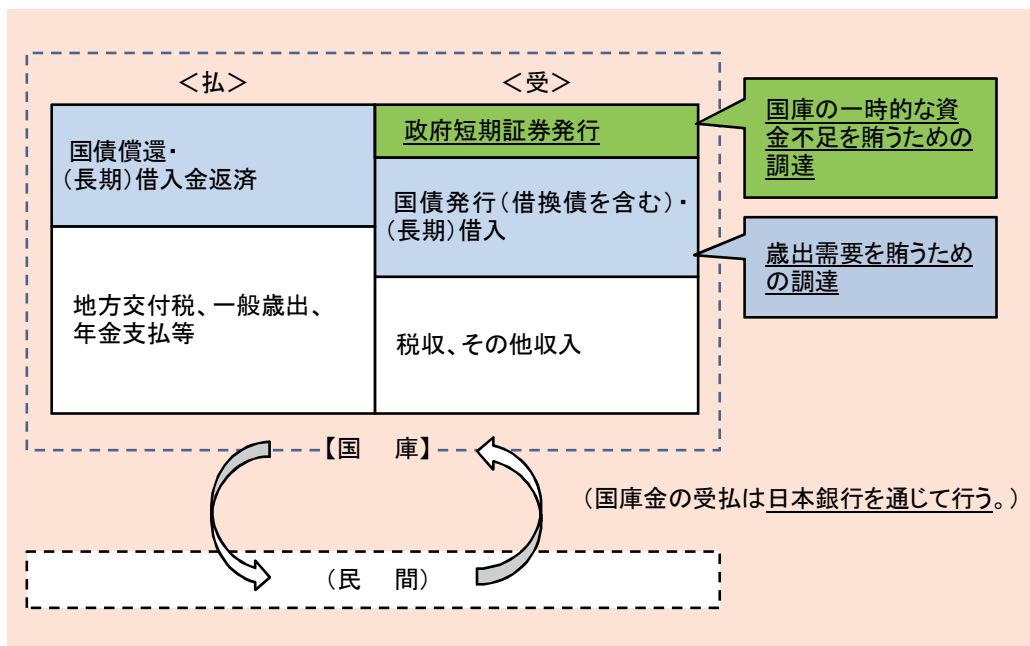 ＜払＞
＜受＞
国債償還・
（長期）借入金返済
地方交付税、一般歳出、
年金支払等
政府短期証券発行
国債発行（借換債を含む）・
（長期）借入
税収、その他収入
国庫の一時的な資
金不足を賄うための
調達
歳出需要を賄うため
の調達
【国　庫】
（国庫金の受払は日本銀行を通じて行う。）
（民　間）